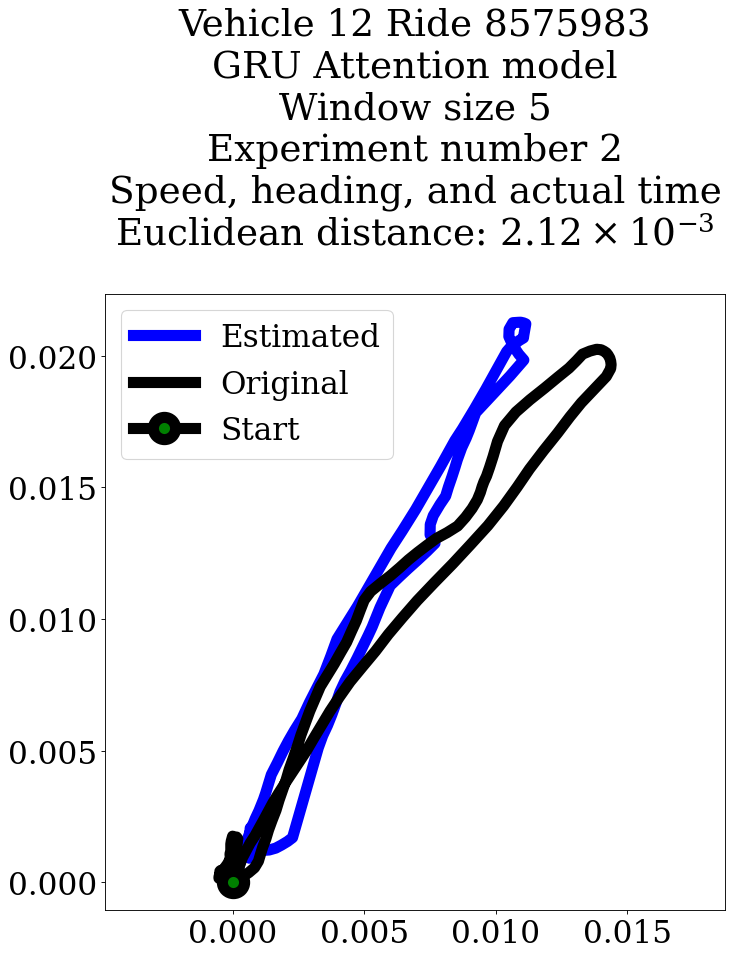 Vehicle 12 Ride 8575983
GRU Attention model
Window size 5
Experiment number 2
Speed, heading, and actual time
Euclidean distance: 2.12 × 10⁻³
Estimated
Original
Start
0.020
0.015
0.010
0.005
0.000
0.000 0.005 0.010 0.015